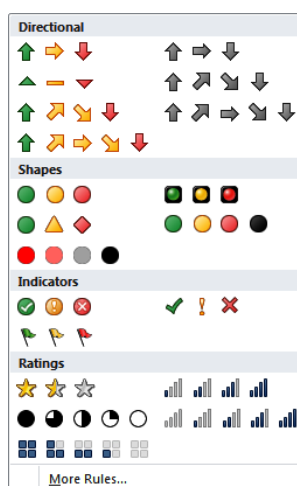 Directional
Shapes
Indicators
Ratings
More Rules...